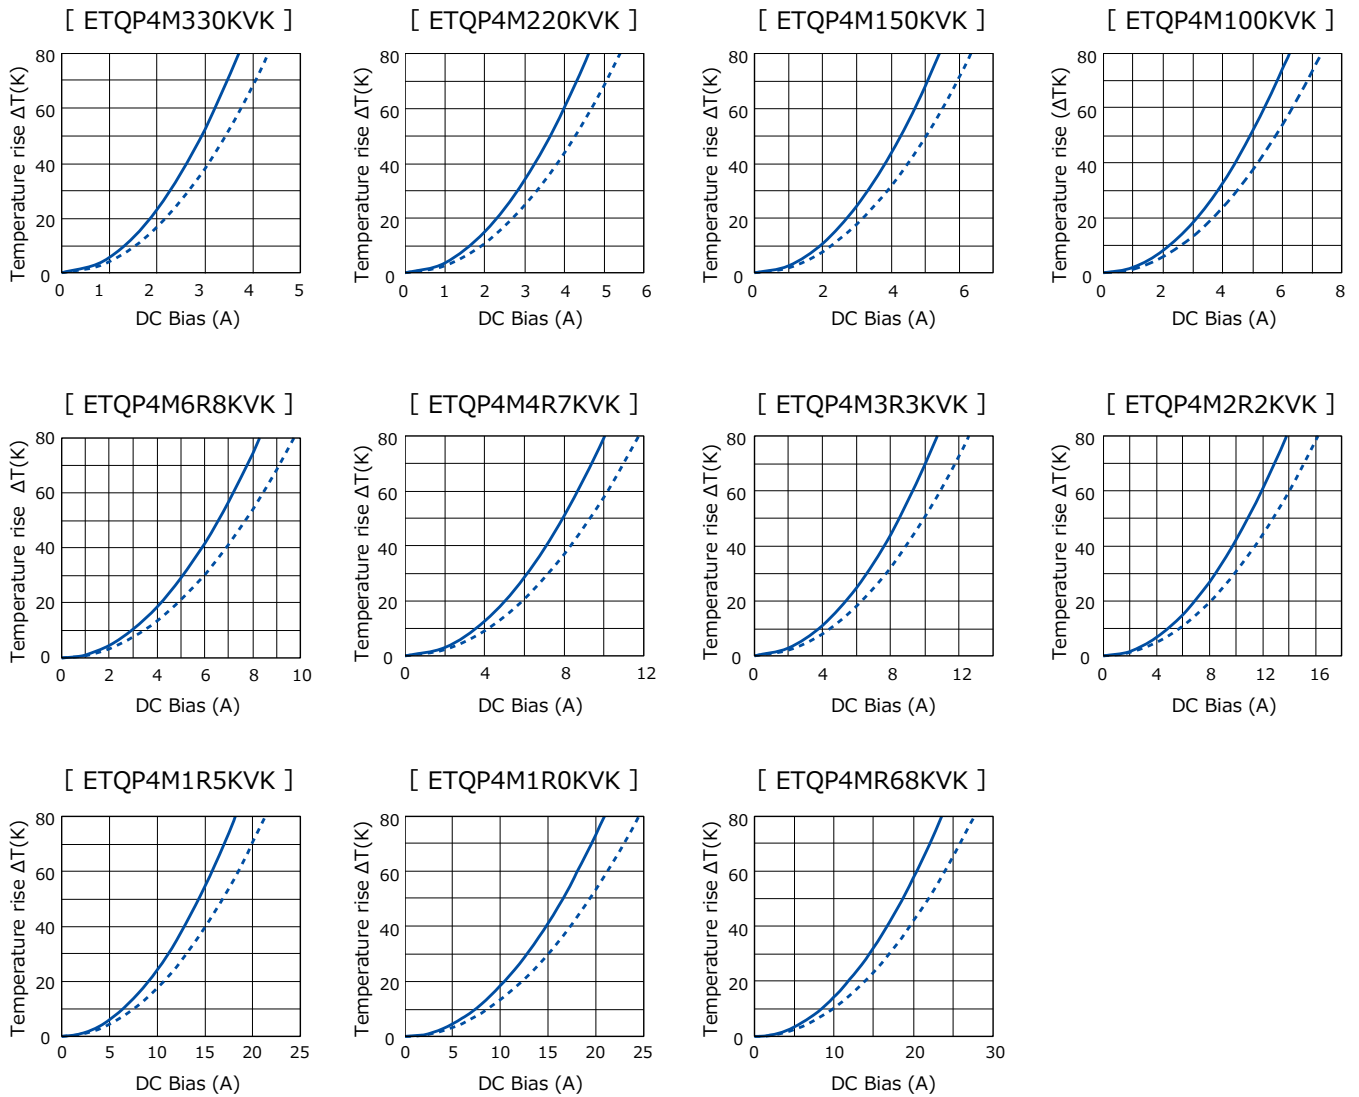 [ ETQP4M330KVK ]
Temperature rise ΔT(K)
80
60
40
20
0
0 1 2 3 4 5
DC Bias (A)
[ ETQP4M220KVK ]
Temperature rise ΔT(K)
80
60
40
20
0
0 1 2 3 4 5 6
DC Bias (A)
[ ETQP4M150KVK ]
Temperature rise ΔT(K)
80
60
40
20
0
0 2 4 6
DC Bias (A)
[ ETQP4M100KVK ]
Temperature rise (ΔTK)
80
60
40
20
0
0 2 4 6 8
DC Bias (A)
[ ETQP4M6R8KVK ]
Temperature rise ΔT(K)
80
60
40
20
0
0 2 4 6 8 10
DC Bias (A)
[ ETQP4M4R7KVK ]
Temperature rise ΔT(K)
80
60
40
20
0
0 4 8 12
DC Bias (A)
[ ETQP4M3R3KVK ]
Temperature rise ΔT(K)
80
60
40
20
0
0 4 8 12
DC Bias (A)
[ ETQP4M2R2KVK ]
Temperature rise ΔT(K)
80
60
40
20
0
0 4 8 12 16
DC Bias (A)
[ ETQP4M1R5KVK ]
Temperature rise ΔT(K)
80
60
40
20
0
0 5 10 15 20 25
DC Bias (A)
[ ETQP4M1R0KVK ]
Temperature rise ΔT(K)
80
60
40
20
0
0 5 10 15 20 25
DC Bias (A)
[ ETQP4MR68KVK ]
Temperature rise ΔT(K)
80
60
40
20
0
0 5 10 20 30
DC Bias (A)